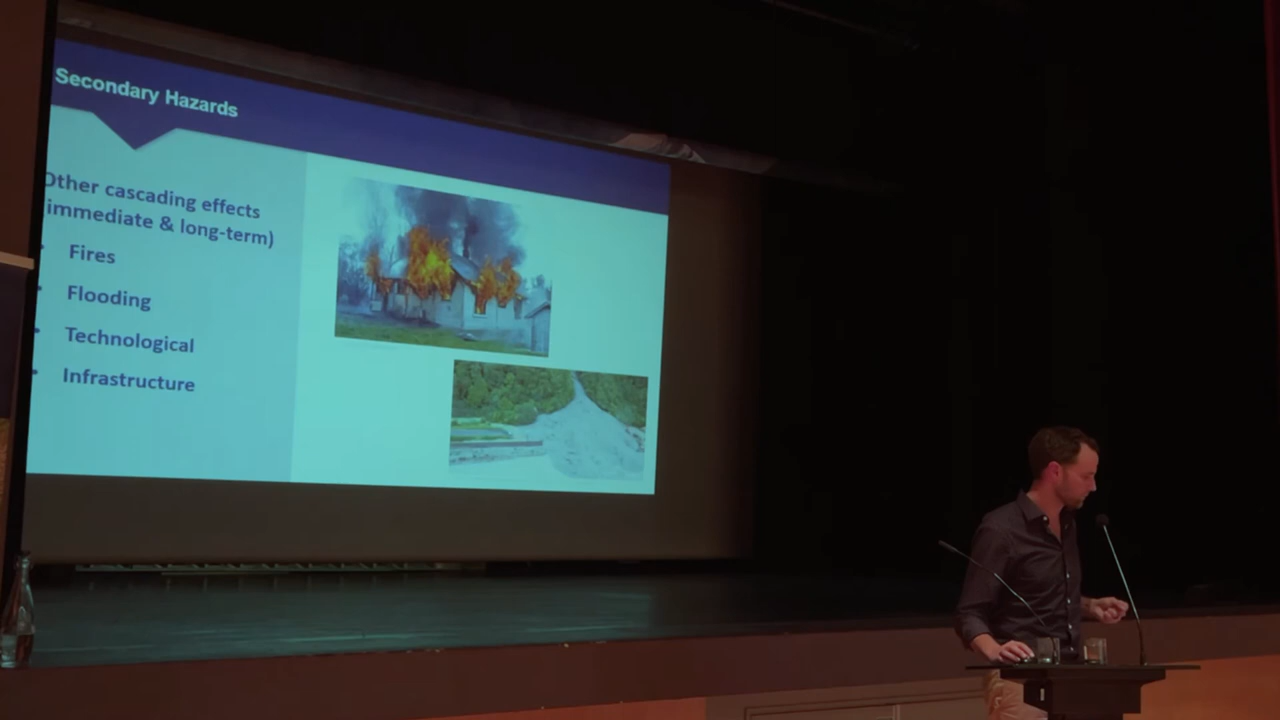 Secondary Hazards
Other cascading effects
immediate & long-term)
• Fires
• Flooding
• Technological
• Infrastructure